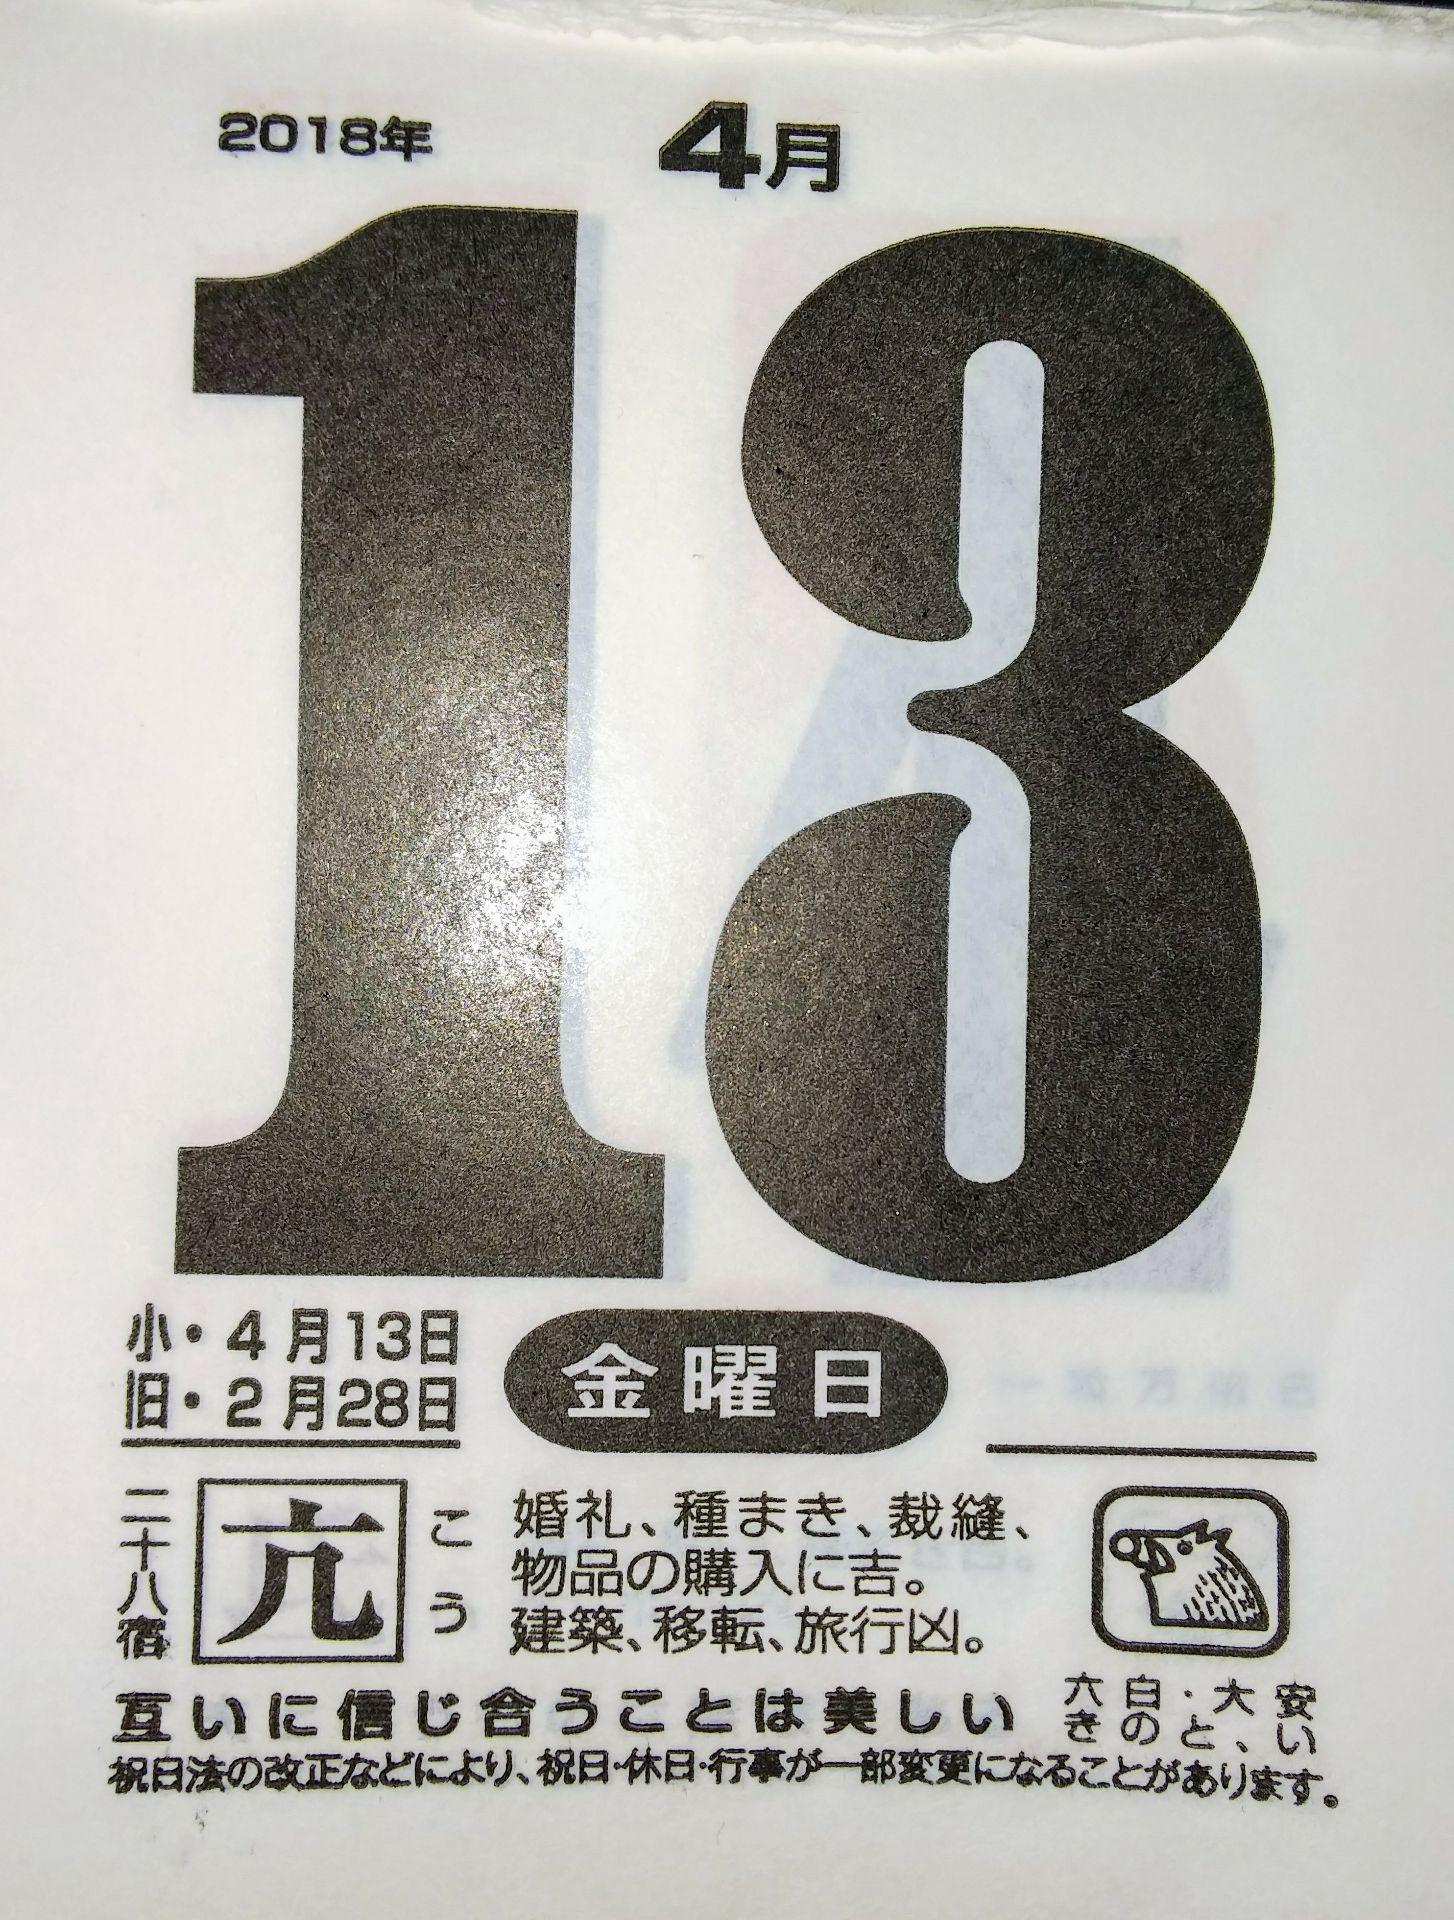 2018年 4月
13
小・4月13日
旧・2月28日
金曜日
二十八宿
亢
こう
婚礼、種まき、裁縫、
物品の購入に吉。
建築、移転、旅行凶。
六白・大安
きのと、い
互いに信じ合うことは美しい
祝日法の改正などにより、祝日・休日・行事が一部変更になることがあります。